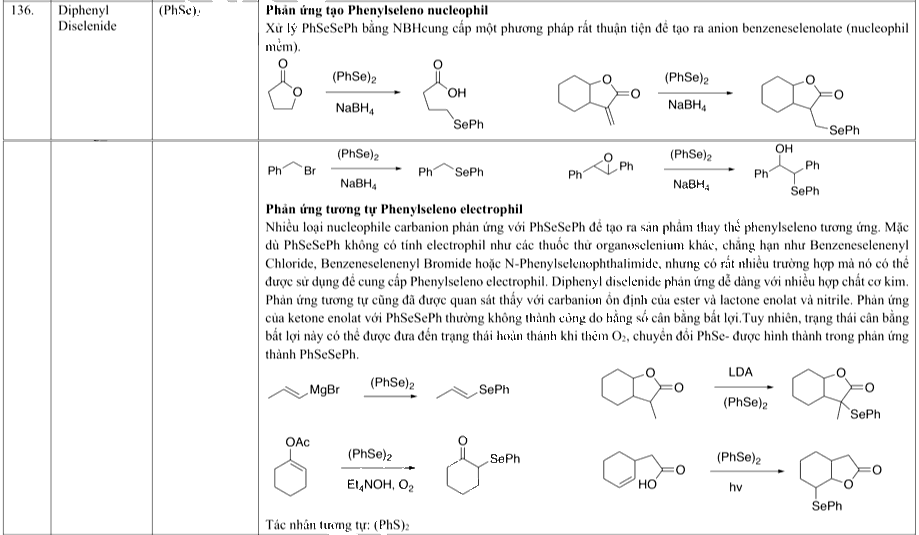 136. Diphenyl Diselenide (PhSe)₂ Phản ứng tạo Phenylseleno nucleophil
Xử lý PhSeSePh bằng NBHcung cấp một phương pháp rất thuận tiện để tạo ra anion benzeneselenolate (nucleophil
mềm).
O O (PhSe)₂ NaBH₄ O OH SePh
O O (PhSe)₂ NaBH₄ O O SePh
Ph Br (PhSe)₂ NaBH₄ Ph SePh
Ph O Ph (PhSe)₂ NaBH₄ OH Ph Ph SePh
Phản ứng tương tự Phenylseleno electrophil
Nhiều loại nucleophile carbanion phản ứng với PhSeSePh để tạo ra sản phẩm thay thế phenylseleno tương ứng. Mặc
dù PhSeSePh không có tính electrophil như các thuốc thử organoselenium khác, chẳng hạn như Benzeneselenenyl
Chloride, Benzeneselenenyl Bromide hoặc N-Phenylselenophthalimide, nhưng có rất nhiều trường hợp mà nó có thể
được sử dụng để cung cấp Phenylseleno electrophil. Diphenyl diselenide phản ứng dễ dàng với nhiều hợp chất cơ kim.
Phản ứng tương tự cũng đã được quan sát thấy với carbanion ổn định của ester và lactone enolat và nitrile. Phản ứng
của ketone enolat với PhSeSePh thường không thành công do hằng số cân bằng bất lợi.Tuy nhiên, trạng thái cân bằng
bất lợi này có thể được đưa đến trạng thái hoàn thành khi thêm O₂, chuyển đổi PhSe- được hình thành trong phản ứng
thành PhSeSePh.
MgBr (PhSe)₂ SePh
O O LDA (PhSe)₂ O O SePh
OAc (PhSe)₂ Et₄NOH, O₂ O SePh
O HO (PhSe)₂ hv O O SePh
Tác nhân tương tự: (PhS)₂